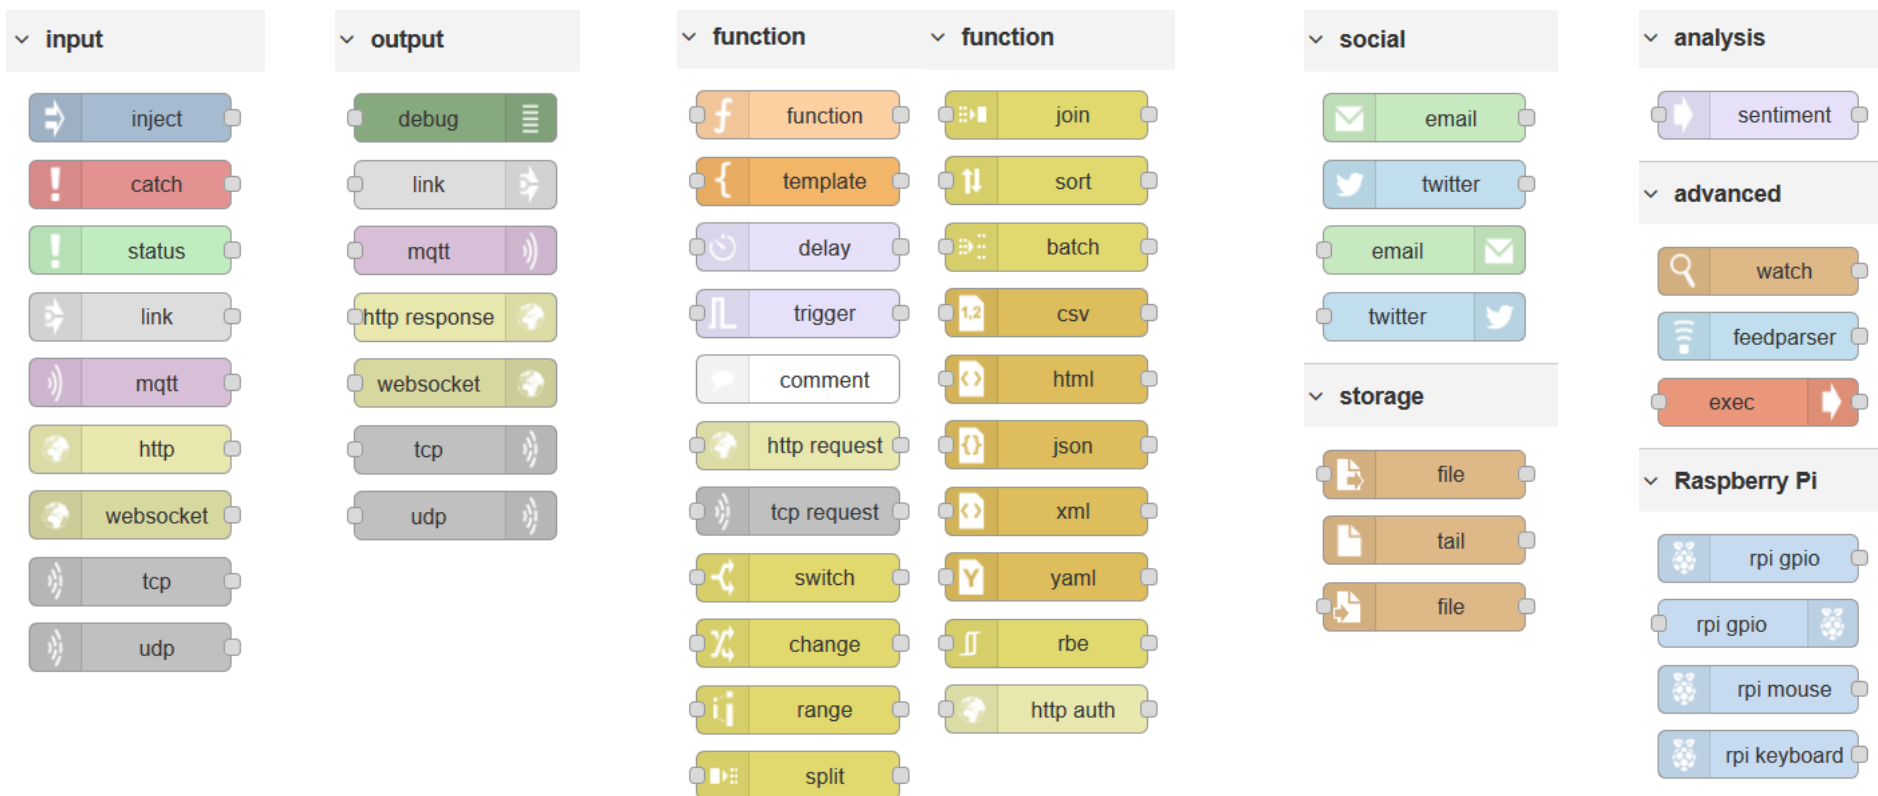 input
inject
catch
status
link
mqtt
http
websocket
tcp
udp
output
debug
link
mqtt
http response
websocket
tcp
udp
function
function
template
delay
trigger
comment
http request
tcp request
switch
change
range
split
function
join
sort
batch
1,2
csv
html
json
xml
Y
yaml
rbe
http auth
social
email
twitter
email
twitter
storage
file
tail
file
analysis
sentiment
advanced
watch
feedparser
exec
Raspberry Pi
rpi gpio
rpi gpio
rpi mouse
rpi keyboard